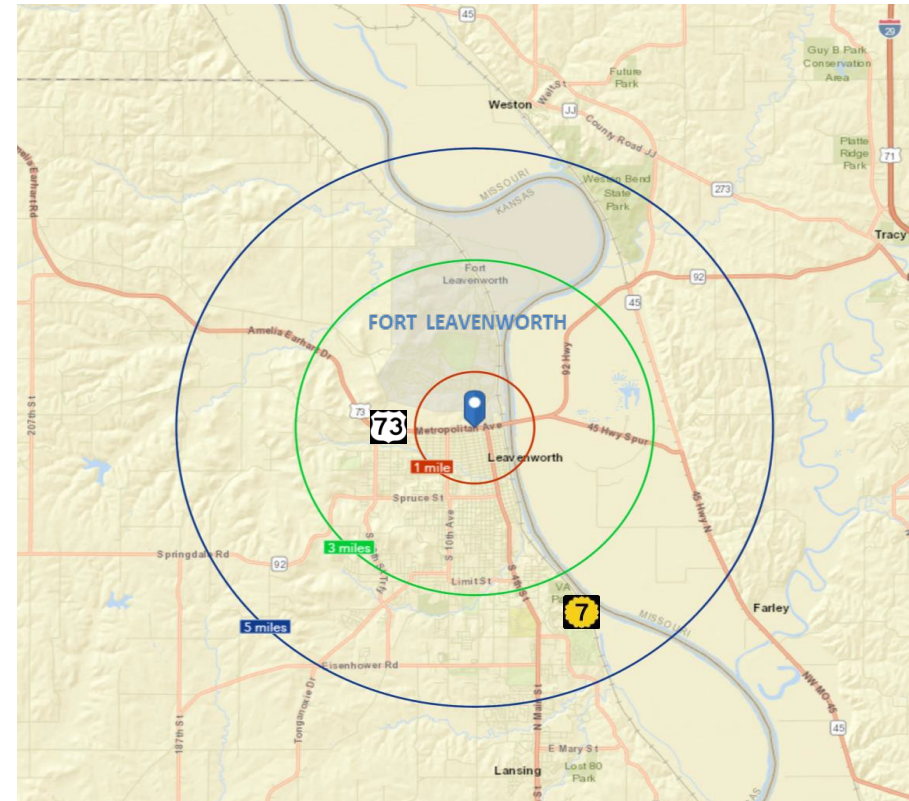 45
29
Guy B Park
Conservation
Area
Future
Park
Weston
Welt St
JJ
County Road JJ
Platte
Ridge
Park
71
Amelia Earhart Rd
MISSOURI
KANSAS
Weston Bend
State
Park
273
Tracy
Fort
Leavenworth
92
45
FORT LEAVENWORTH
Amelia Earhart Dr
92 Hwy
207th St
73
73
Metropolitan Ave
45 Hwy Spur
Leavenworth
1 mile
Spruce St
S 10th Ave
45 Hwy N
3 miles
Springdale Rd
92
Limit St
S 4th St
VA
7
MISSOURI
Farley
5 miles
Eisenhower Rd
Tonganoxie Dr
187th St
N Main St
NW MO-45
45
E Mary St
Lansing
Lost 80
Park